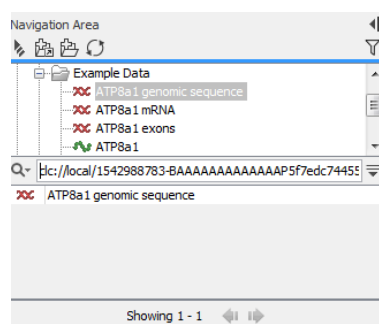 Navigation Area
Example Data
ATP8a1 genomic sequence
ATP8a1 mRNA
ATP8a1 exons
ATP8a1
clc://local/1542988783-BAAAAAAAAAAAAAP5f7edc74455
ATP8a1 genomic sequence
Showing 1 - 1